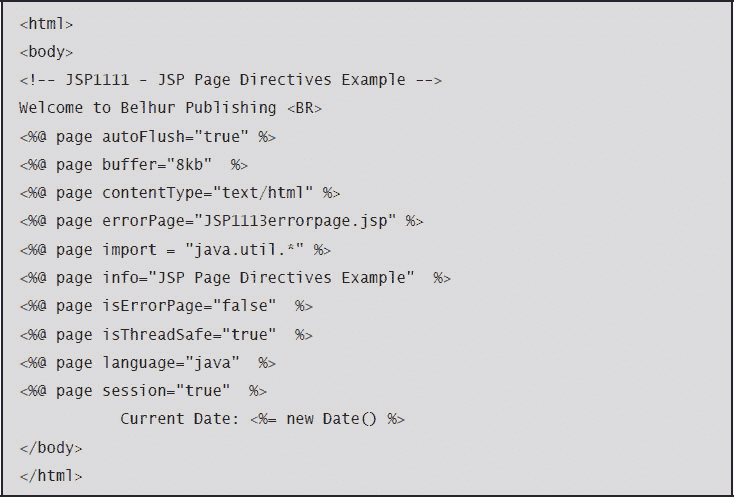 <html>
<body>
<!-- JSP1111 - JSP Page Directives Example -->
Welcome to Belhur Publishing <BR>
<%@ page autoFlush="true" %>
<%@ page buffer="8kb"  %>
<%@ page contentType="text/html" %>
<%@ page errorPage="JSP1113errorpage.jsp" %>
<%@ page import = "java.util.*" %>
<%@ page info="JSP Page Directives Example"  %>
<%@ page isErrorPage="false"  %>
<%@ page isThreadSafe="true"  %>
<%@ page language="java"  %>
<%@ page session="true"  %>
Current Date: <%= new Date() %>
</body>
</html>